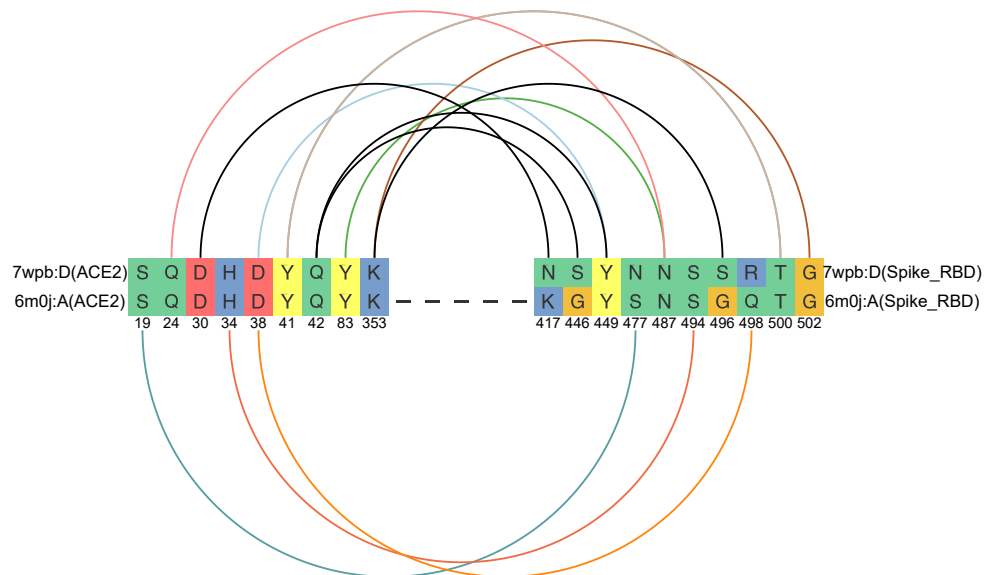 7wpb:D(ACE2) S Q D H D Y Q Y K N S Y N N S S R T G 7wpb:D(Spike_RBD)
6m0j:A(ACE2) S Q D H D Y Q Y K K G Y S N S G Q T G 6m0j:A(Spike_RBD)
19 24 30 34 38 41 42 83 353 417 446 449 477 487 494 496 498 500 502